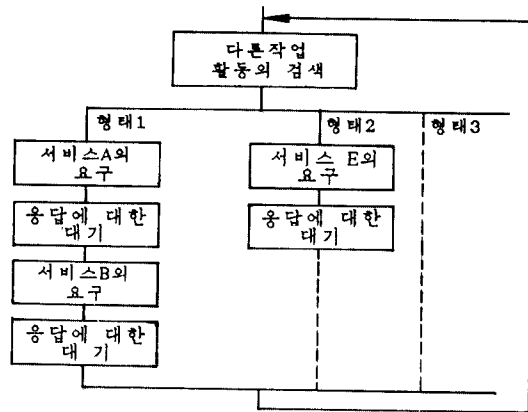 다른작업
활동의 검색
형태1
형태2
형태3
서비스A의
요구
서비스 E의
요구
응답에 대한
대기
응답에 대한
대기
서비스B의
요구
응답에 대한
대기